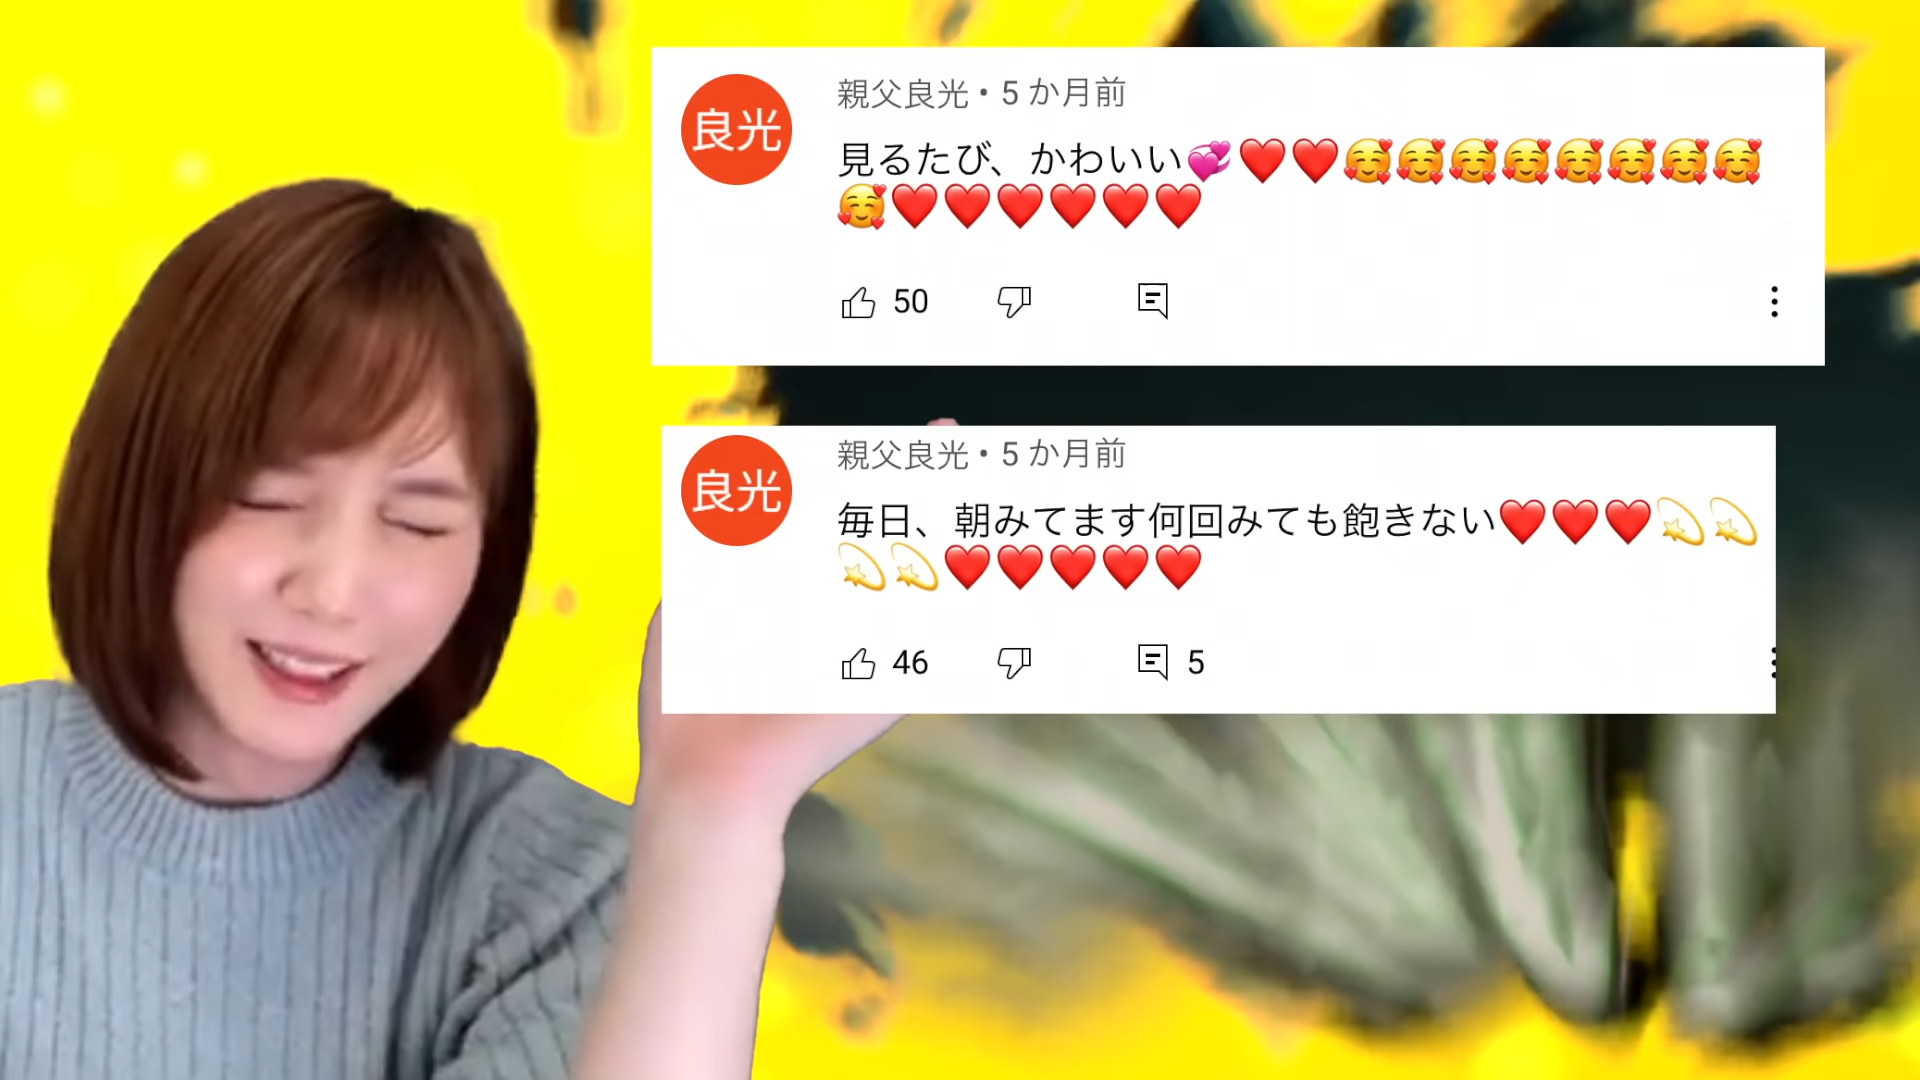 良光
親父良光・5 か月前
見るたび、かわいい💞❤️❤️🥰🥰🥰🥰🥰🥰🥰🥰
🥰❤️❤️❤️❤️❤️❤️
50
良光
親父良光・5 か月前
毎日、朝みてます何回みても飽きない❤️❤️❤️💫💫
💫💫❤️❤️❤️❤️❤️
46 5